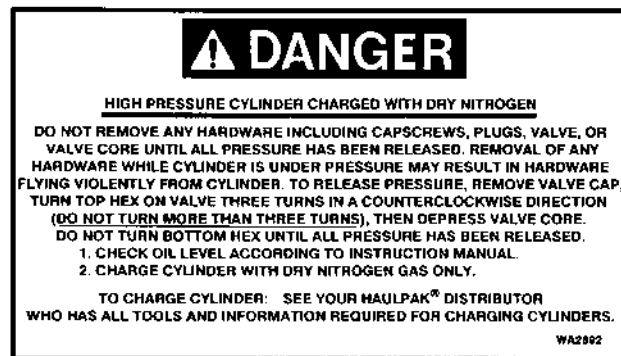 ⚠ DANGER
HIGH PRESSURE CYLINDER CHARGED WITH DRY NITROGEN
DO NOT REMOVE ANY HARDWARE INCLUDING CAPSCREWS, PLUGS, VALVE, OR
VALVE CORE UNTIL ALL PRESSURE HAS BEEN RELEASED. REMOVAL OF ANY
HARDWARE WHILE CYLINDER IS UNDER PRESSURE MAY RESULT IN HARDWARE
FLYING VIOLENTLY FROM CYLINDER. TO RELEASE PRESSURE, REMOVE VALVE CAP,
TURN TOP HEX ON VALVE THREE TURNS IN A COUNTERCLOCKWISE DIRECTION
(DO NOT TURN MORE THAN THREE TURNS), THEN DEPRESS VALVE CORE.
DO NOT TURN BOTTOM HEX UNTIL ALL PRESSURE HAS BEEN RELEASED.
1. CHECK OIL LEVEL ACCORDING TO INSTRUCTION MANUAL.
2. CHARGE CYLINDER WITH DRY NITROGEN GAS ONLY.
TO CHARGE CYLINDER: SEE YOUR HAULPAK® DISTRIBUTOR
WHO HAS ALL TOOLS AND INFORMATION REQUIRED FOR CHARGING CYLINDERS.
WA2692